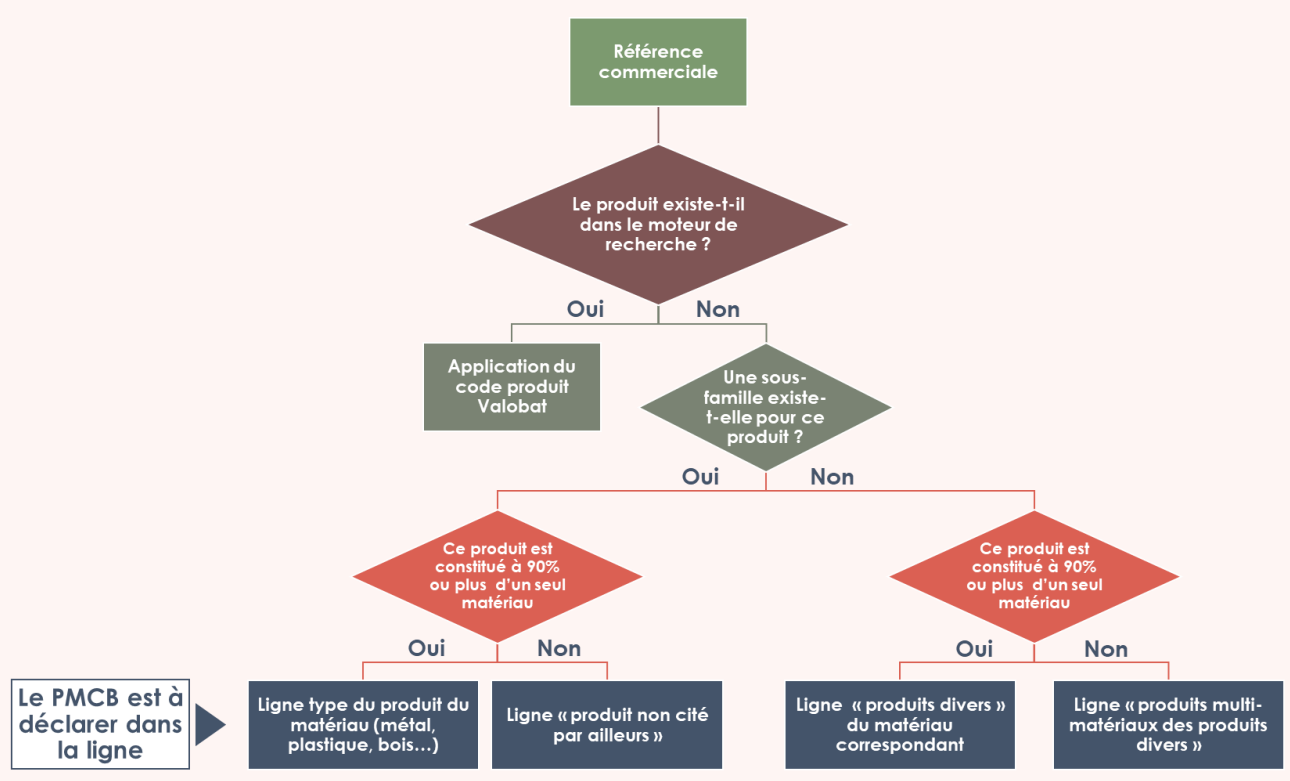 Référence
commerciale
Le produit existe-t-il
dans le moteur de
recherche ?
Oui
Non
Application du
code produit
Valobat
Une sous-
famille existe-
t-elle pour ce
produit ?
Oui
Non
Ce produit est
constitué à 90%
ou plus d'un seul
matériau
Ce produit est
constitué à 90%
ou plus d'un seul
matériau
Oui
Non
Oui
Non
Le PMCB est à
déclarer dans
la ligne
Ligne type du produit du
matériau (métal,
plastique, bois...)
Ligne « produit non cité
par ailleurs »
Ligne « produits divers »
du matériau
correspondant
Ligne « produits multi-
matériaux des produits
divers »